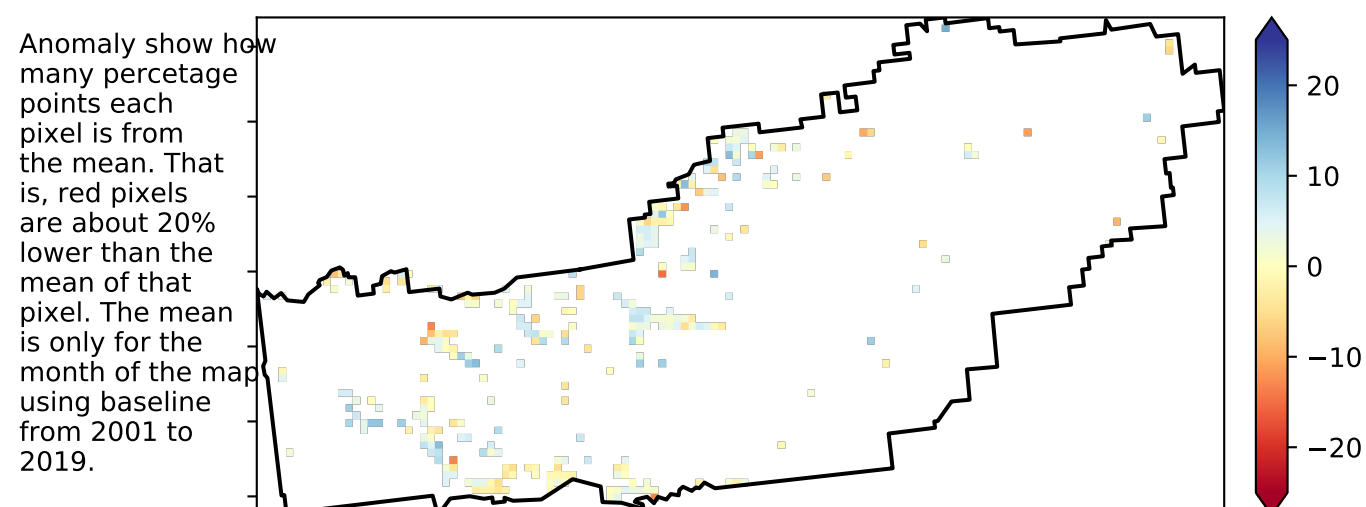 Anomaly show how
many percetage
points each
pixel is from
the mean. That
is, red pixels
are about 20%
lower than the
mean of that
pixel. The mean
is only for the
month of the map
using baseline
from 2001 to
2019.
20
10
0
−10
−20